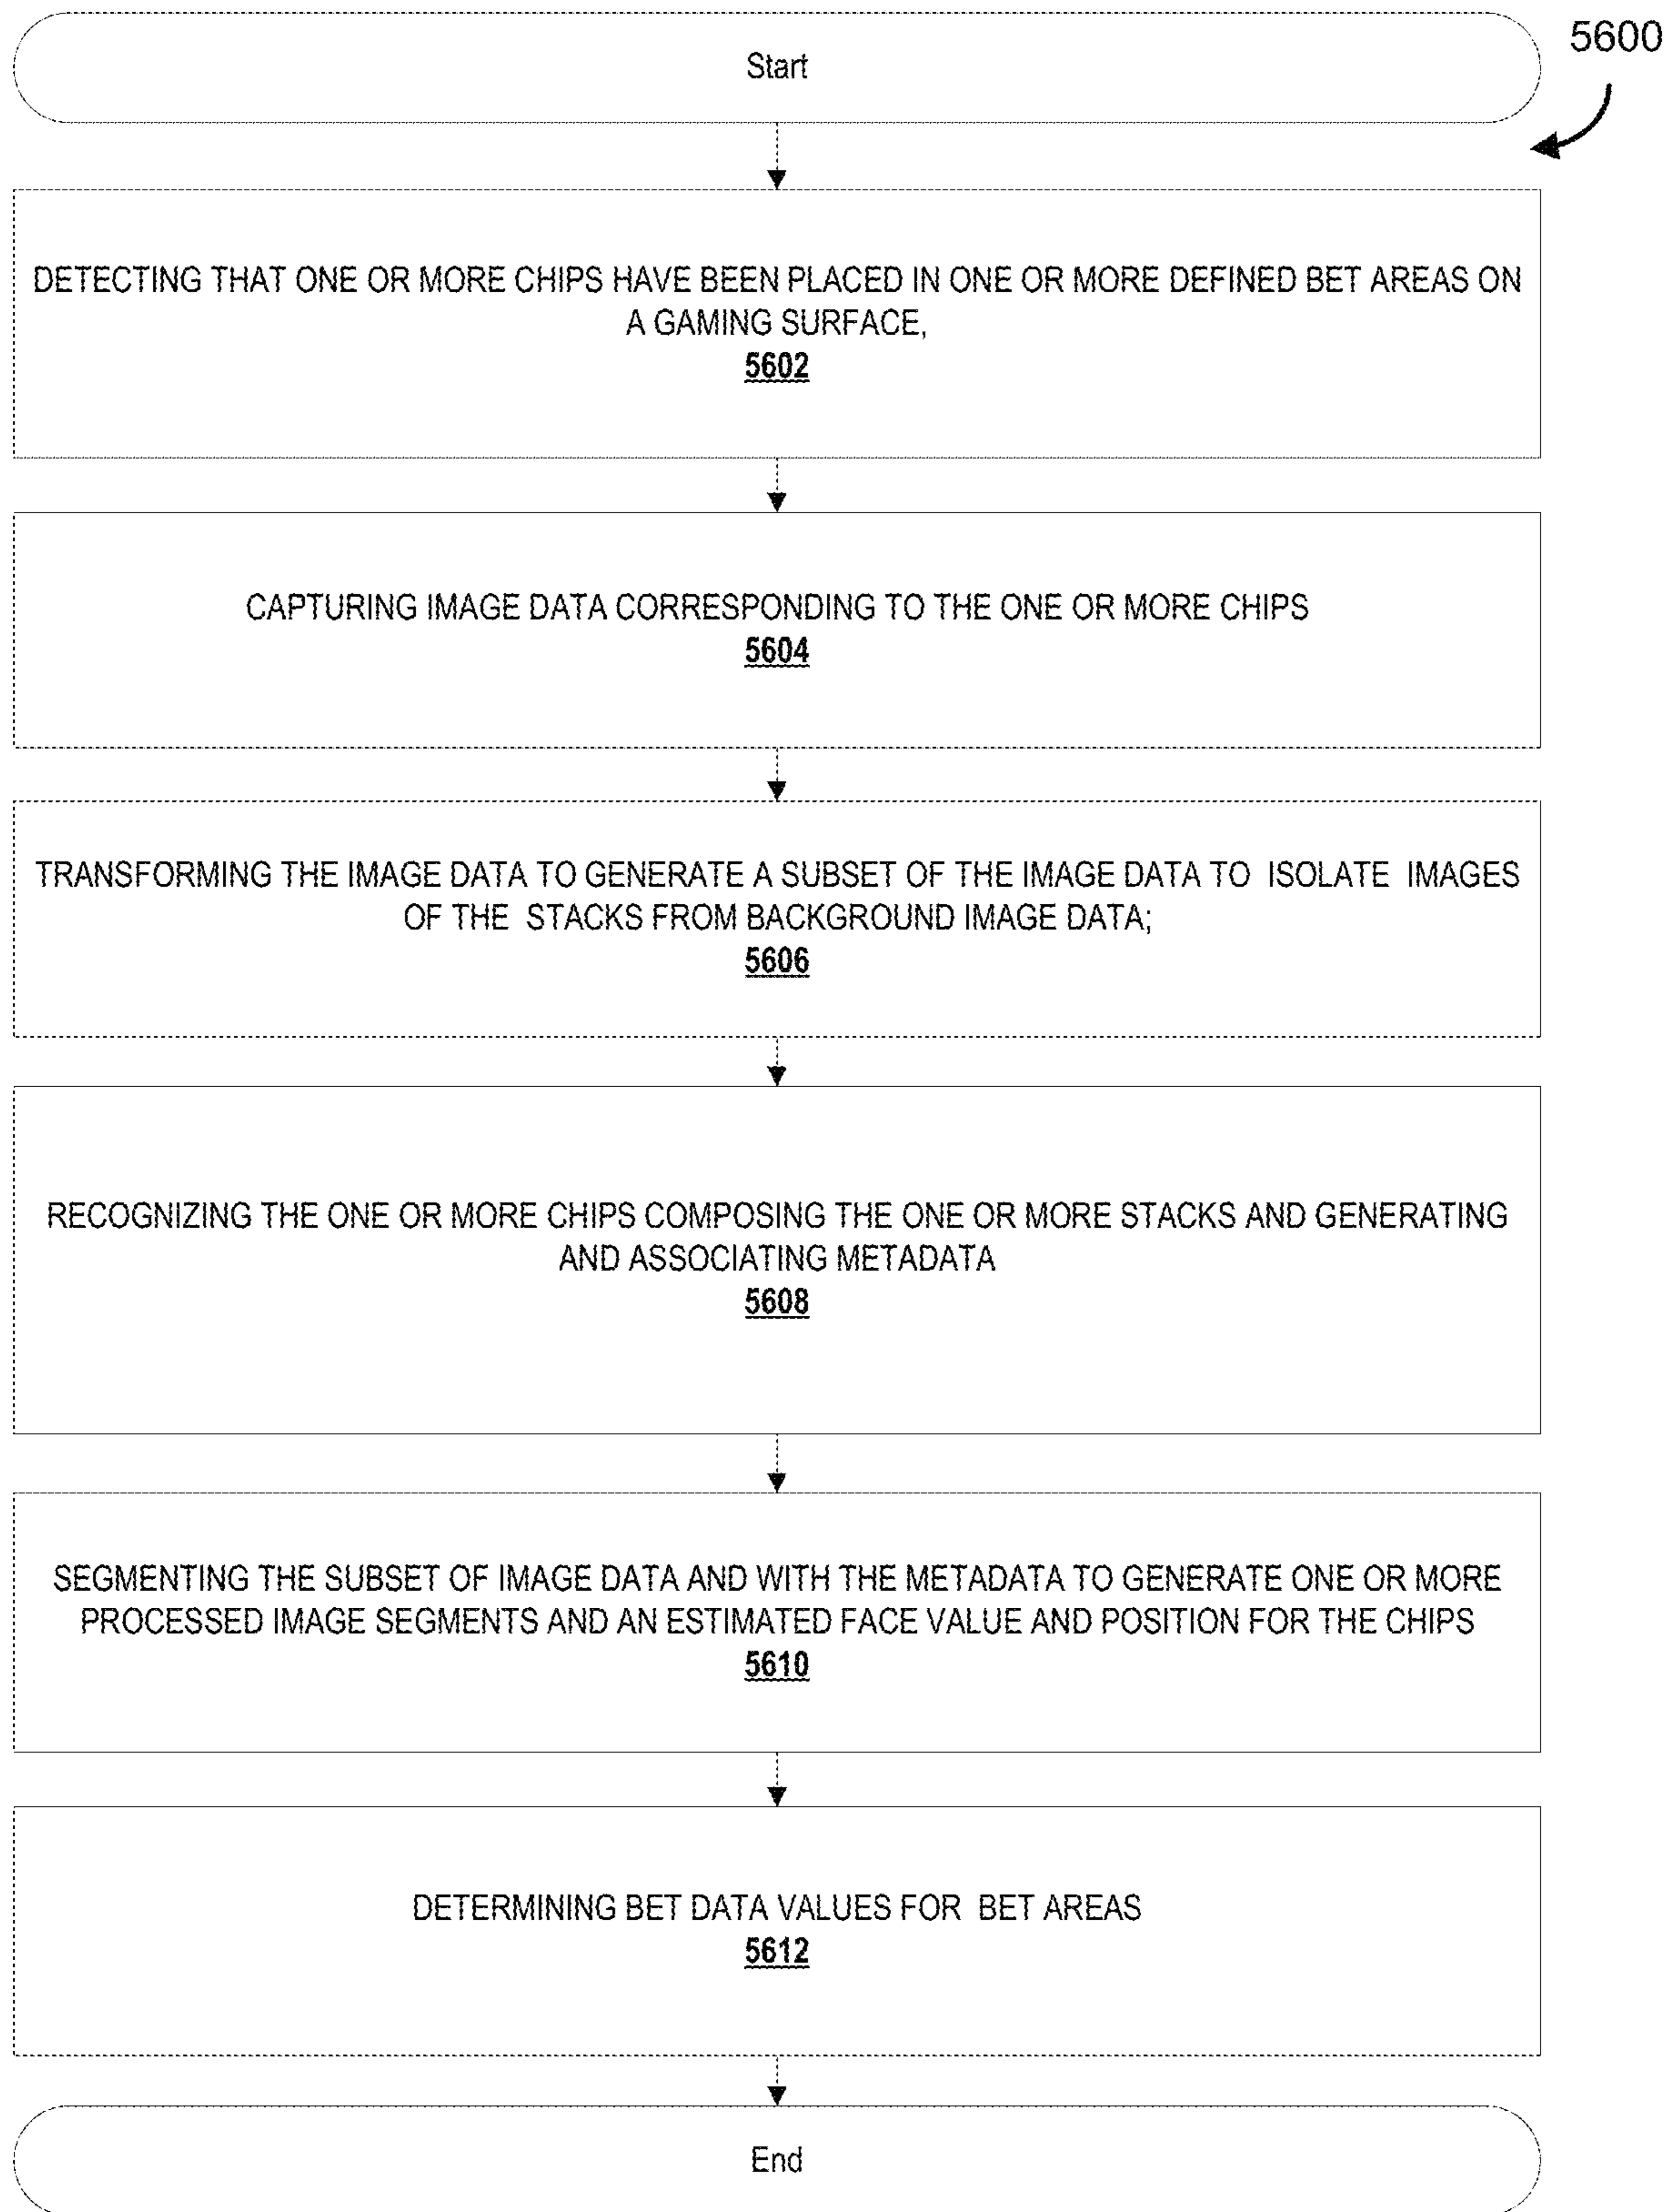 5600
Start
DETECTING THAT ONE OR MORE CHIPS HAVE BEEN PLACED IN ONE OR MORE DEFINED BET AREAS ON
A GAMING SURFACE,
5602
CAPTURING IMAGE DATA CORRESPONDING TO THE ONE OR MORE CHIPS
5604
TRANSFORMING THE IMAGE DATA TO GENERATE A SUBSET OF THE IMAGE DATA TO ISOLATE IMAGES
OF THE STACKS FROM BACKGROUND IMAGE DATA;
5606
RECOGNIZING THE ONE OR MORE CHIPS COMPOSING THE ONE OR MORE STACKS AND GENERATING
AND ASSOCIATING METADATA
5608
SEGMENTING THE SUBSET OF IMAGE DATA AND WITH THE METADATA TO GENERATE ONE OR MORE
PROCESSED IMAGE SEGMENTS AND AN ESTIMATED FACE VALUE AND POSITION FOR THE CHIPS
5610
DETERMINING BET DATA VALUES FOR BET AREAS
5612
End